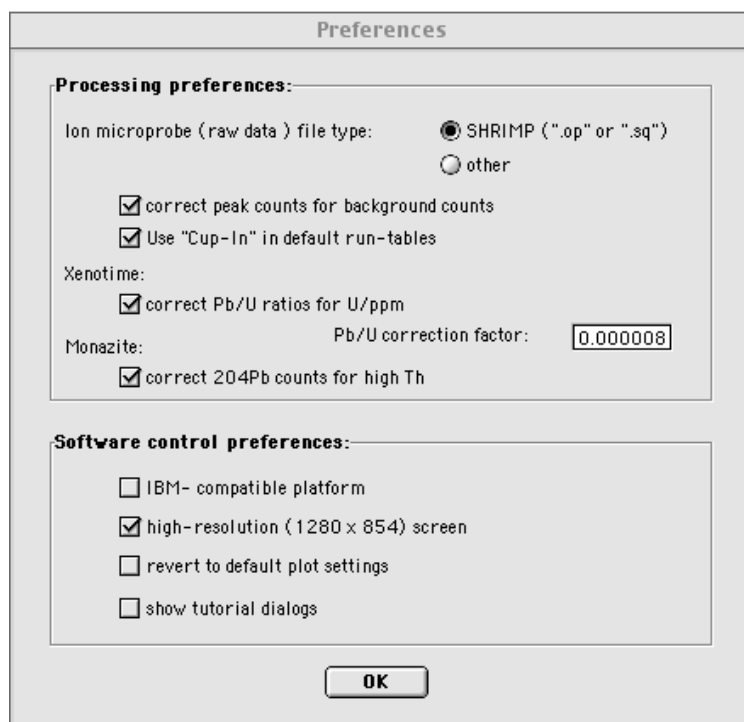 Preferences
Processing preferences:
Ion microprobe ( raw data ) file type: SHRIMP (".op" or ".sq")
other
correct peak counts for background counts
Use "Cup-In" in default run-tables
Xenotime:
correct Pb/U ratios for U/ppm
Pb/U correction factor: 0.000008
Monazite:
correct 204Pb counts for high Th
Software control preferences:
IBM- compatible platform
high-resolution (1280 x 854) screen
revert to default plot settings
show tutorial dialogs
OK